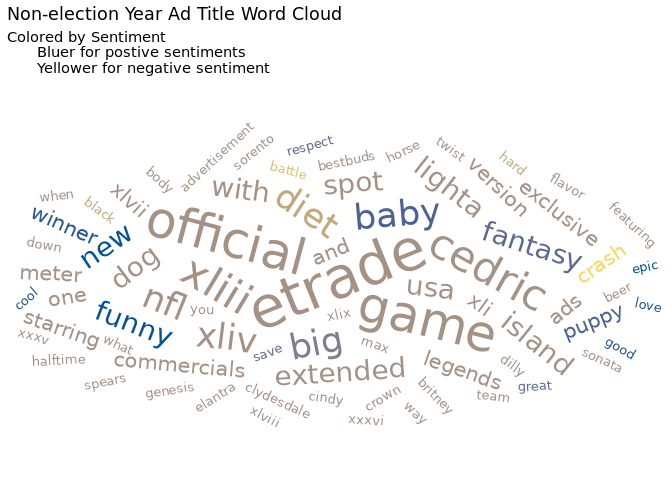 Non-election Year Ad Title Word Cloud
Colored by Sentiment
Bluer for postive sentiments
Yellower for negative sentiment
advertisement
sorento
respect
battle
bestbuds
horse
twist
hard
flavor
featuring
body
when
xlvii
black
winner
down
new
with
diet
spot
lighta
version
exclusive
official
baby
fantasy
crash
epic
cool
meter
one
dog
xliii
and
etrade
cedric
usa
xli
ads
beer
love
puppy
good
starring
xxxv
funny
nfl
you
xliv
big
xlix
game
island
sonata
halftime
what
commercials
save
max
extended
legends
dilly
great
spears
genesis
elantra
clydesdale
xlviii
cindy
crown
xxxvi
britney
way
team